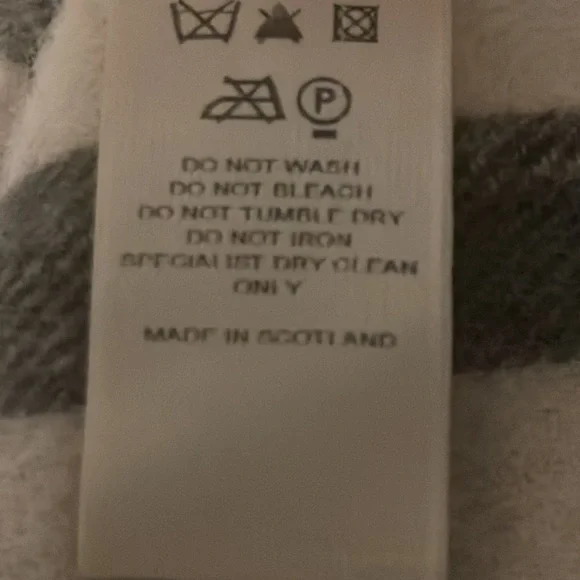 P
DO NOT WASH
DO NOT BLEACH
DO NOT TUMBLE DRY
DO NOT IRON
SPECIALIST DRY CLEAN
ONLY
MADE IN SCOTLAND